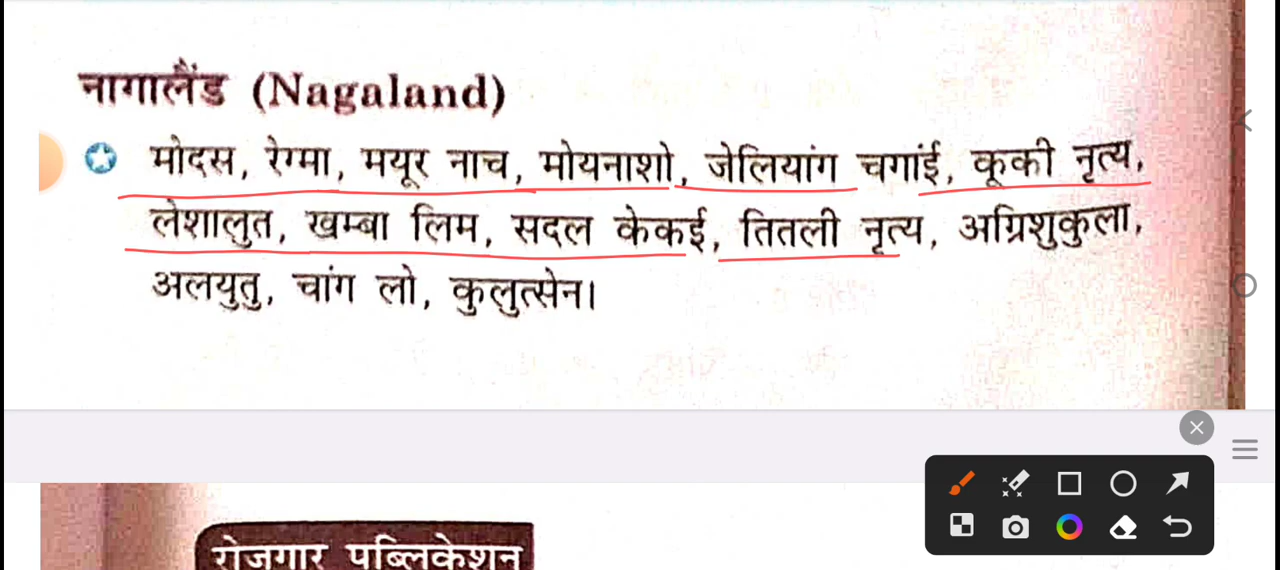 नागालैंड (Nagaland)
मोदस, रेग्मा, मयूर नाच, मोयनाशो, जेलियांग चगांई, कूकी नृत्य,
लेशालुत, खम्बा लिम, सदल केकई, तितली नृत्य, अग्रिशुकुला,
अलयुतु, चांग लो, कुलुत्सेन।
रोजगार पब्लिकेशन